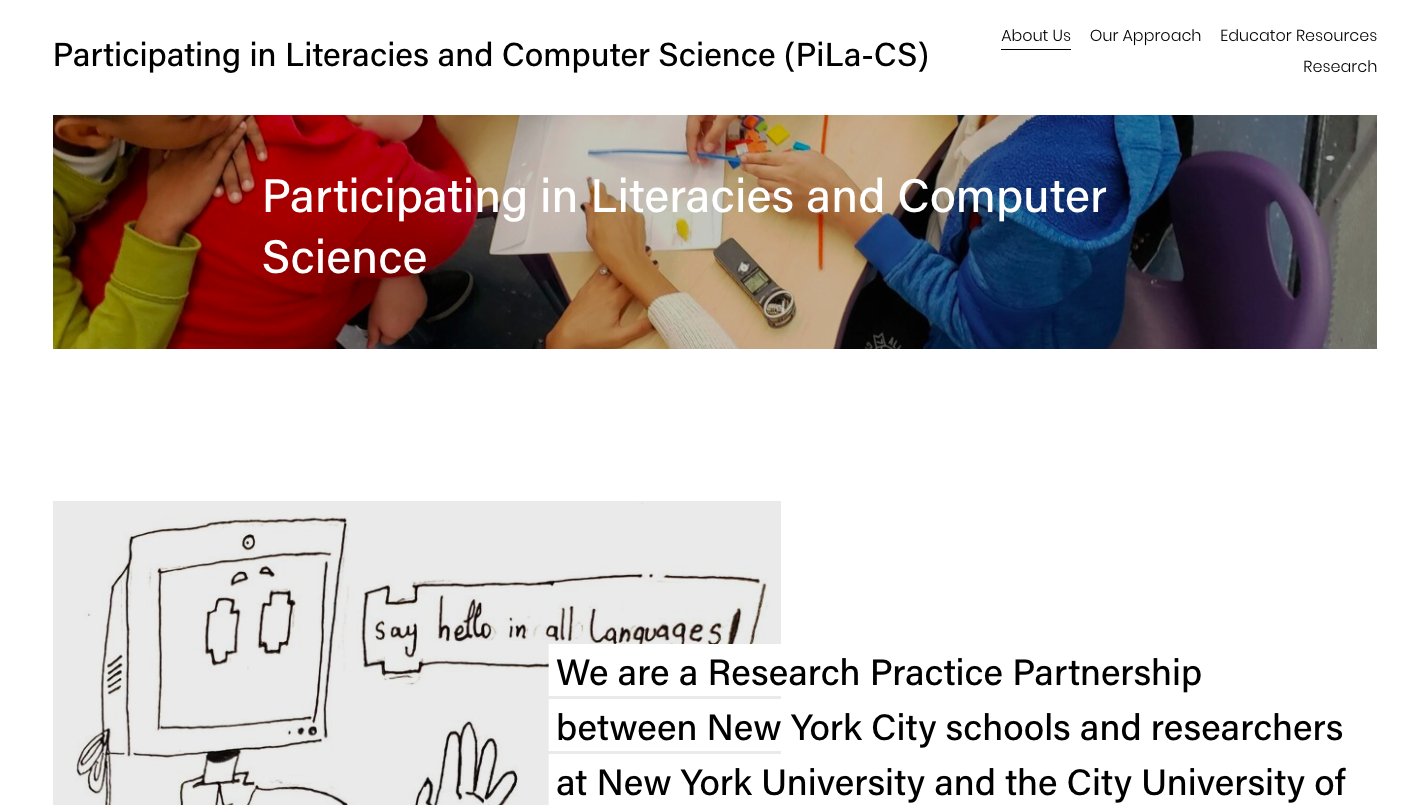 Participating in Literacies and Computer Science (PiLa-CS)
About Us Our Approach Educator Resources
Research
Participating in Literacies and Computer
Science
say hello in all languages!
We are a Research Practice Partnership
between New York City schools and researchers
at New York University and the City University of